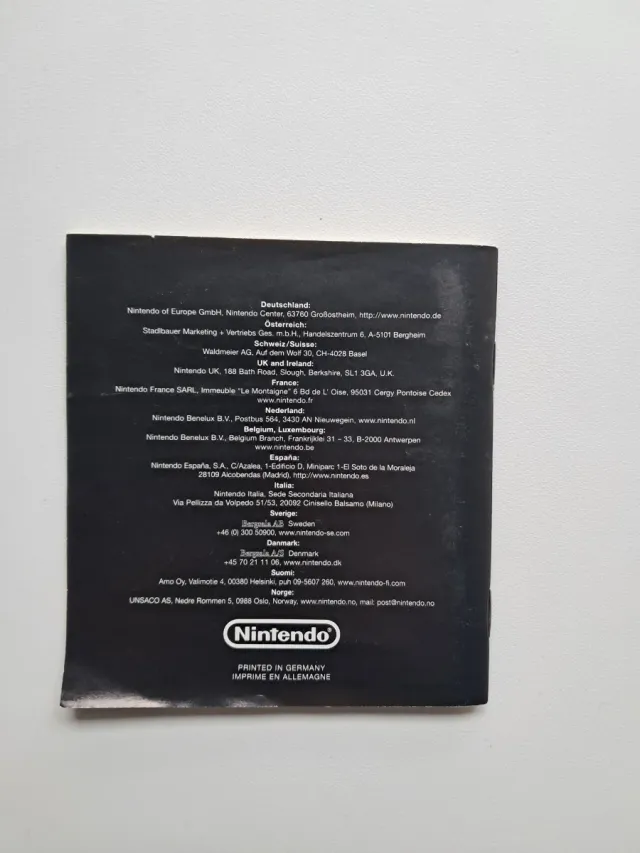 Deutschland:
Nintendo of Europe GmbH, Nintendo Center, 63760 Großostheim, http://www.nintendo.de
Österreich:
Stadlbauer Marketing + Vertriebs Ges. m.b.H., Handelszentrum 6, A-5101 Bergheim
Schweiz/Suisse:
Waldmeier AG, Auf dem Wolf 30, CH-4028 Basel
UK and Ireland:
Nintendo UK, 188 Bath Road, Slough, Berkshire, SL1 3GA, U.K.
France:
Nintendo France SARL, Immeuble "Le Montaigne" 6 Bd de L' Oise, 95031 Cergy Pontoise Cedex
www.nintendo.fr
Nederland:
Nintendo Benelux B.V., Postbus 564, 3430 AN Nieuwegein, www.nintendo.nl
Belgium, Luxembourg:
Nintendo Benelux B.V., Belgium Branch, Frankrijklei 31 – 33, B-2000 Antwerpen
www.nintendo.be
España:
Nintendo España, S.A., C/Azalea, 1-Edificio D, Miniparc 1-El Soto de la Moraleja
28109 Alcobendas (Madrid), http://www.nintendo.es
Italia:
Nintendo Italia, Sede Secondaria Italiana
Via Pellizza da Volpedo 51/53, 20092 Cinisello Balsamo (Milano)
Sverige:
Bergsala AB Sweden
+46 (0) 300 50900, www.nintendo-se.com
Danmark:
Bergsala A/S Denmark
+45 70 21 11 06, www.nintendo.dk
Suomi:
Amo Oy, Valimotie 4, 00380 Helsinki, puh 09-5607 260, www.nintendo-fi.com
Norge:
UNSACO AS, Nedre Rommen 5, 0988 Oslo, Norway, www.nintendo.no, mail: post@nintendo.no
Nintendo®
PRINTED IN GERMANY
IMPRIME EN ALLEMAGNE